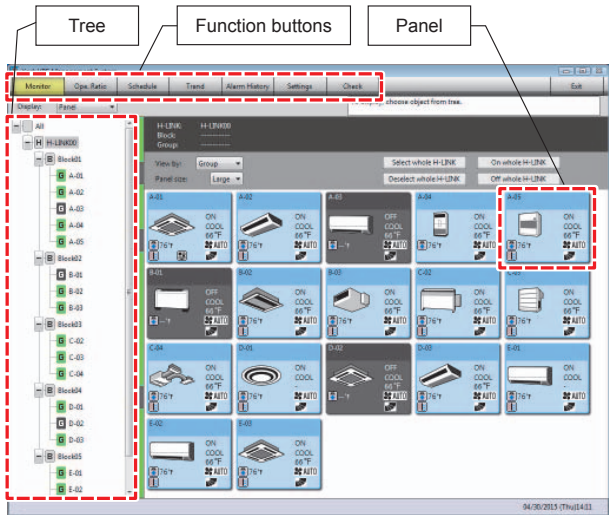 Tree
Function buttons
Panel
Monitor Ope. Ratio Schedule Trend Alarm History Settings Check Exit
Display: Panel
choose object from tree.
All
H H-LINK00
B Block01
G A-01
G A-02
G A-03
G A-04
G A-05
B Block02
G B-01
G B-02
G B-03
B Block03
G C-02
G C-03
G C-04
B Block04
G D-01
G D-02
G D-03
B Block05
G E-01
G E-02
H-LINK: H-LINK00
Block: ----------
Group: ----------
View by: Group
Select whole H-LINK On whole H-LINK
Panel size: Large
Deselect whole H-LINK Off whole H-LINK
A-01 A-02 A-03 A-04 A-05
ON ON OFF ON ON
COOL COOL COOL COOL COOL
66°F 66°F 66°F 66°F 66°F
76°F AUTO 76°F AUTO --°F AUTO 76°F AUTO 76°F AUTO
B-01 B-02 B-03 C-02 C-03
OFF ON ON ON ON
COOL COOL COOL COOL COOL
66°F 66°F 66°F 66°F 66°F
--°F AUTO 76°F AUTO 76°F AUTO 76°F AUTO 76°F AUTO
C-04 D-01 D-02 D-03 E-01
ON ON OFF ON ON
COOL COOL COOL COOL COOL
66°F - 66°F 66°F -
76°F AUTO 76°F AUTO --°F AUTO 76°F AUTO 76°F AUTO
E-02 E-03
ON ON
COOL COOL
66°F 66°F
76°F AUTO 76°F AUTO
04/30/2015 (Thu)14:11